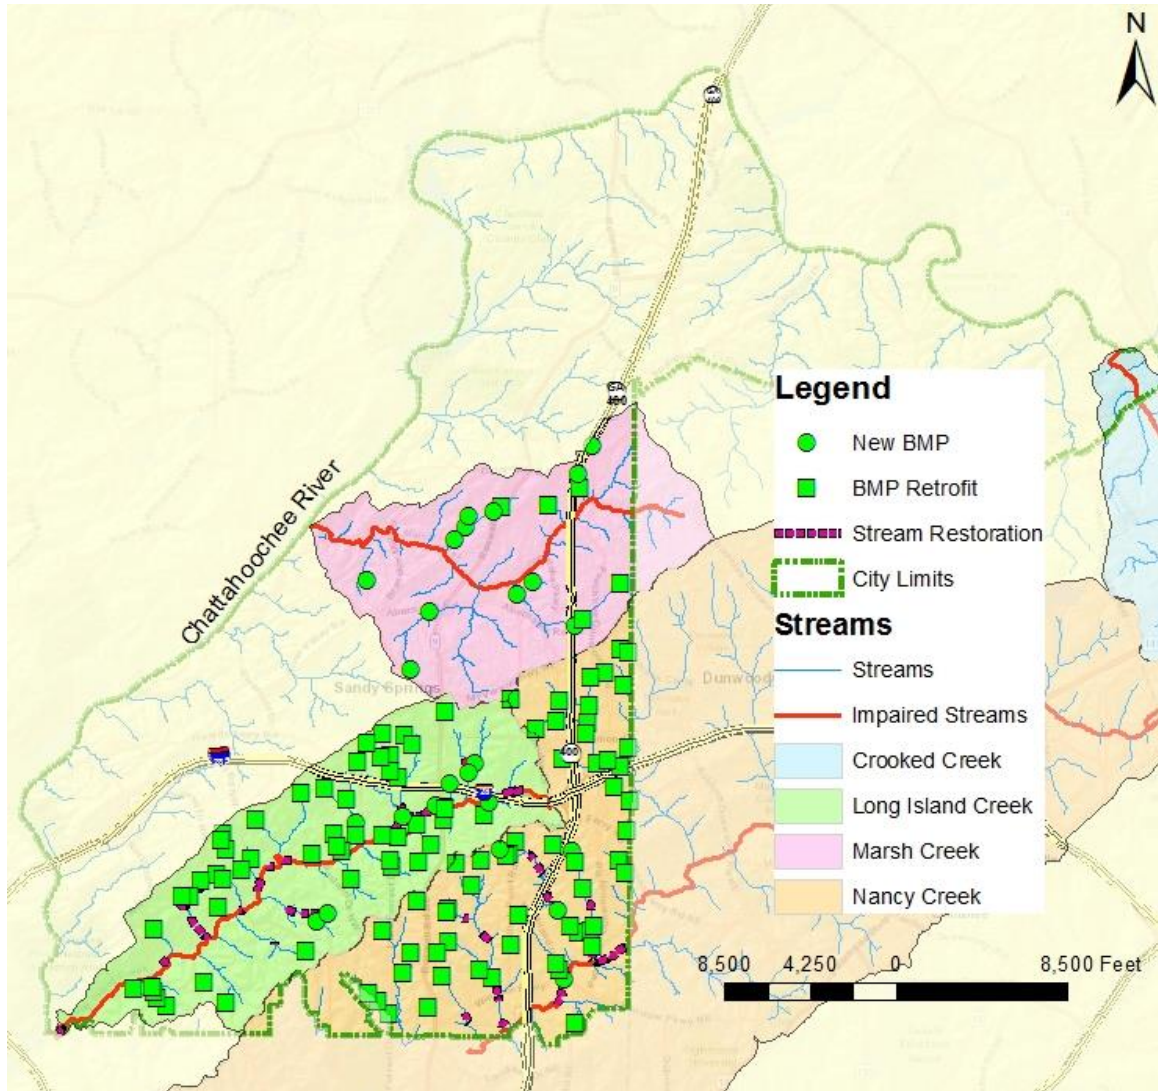 N
Chattahoochee River
400
Sandy Springs
Dunwoody
400
Legend
New BMP
BMP Retrofit
Stream Restoration
City Limits
Streams
Streams
Impaired Streams
Crooked Creek
Long Island Creek
Marsh Creek
Nancy Creek
8,500 4,250 0 8,500 Feet